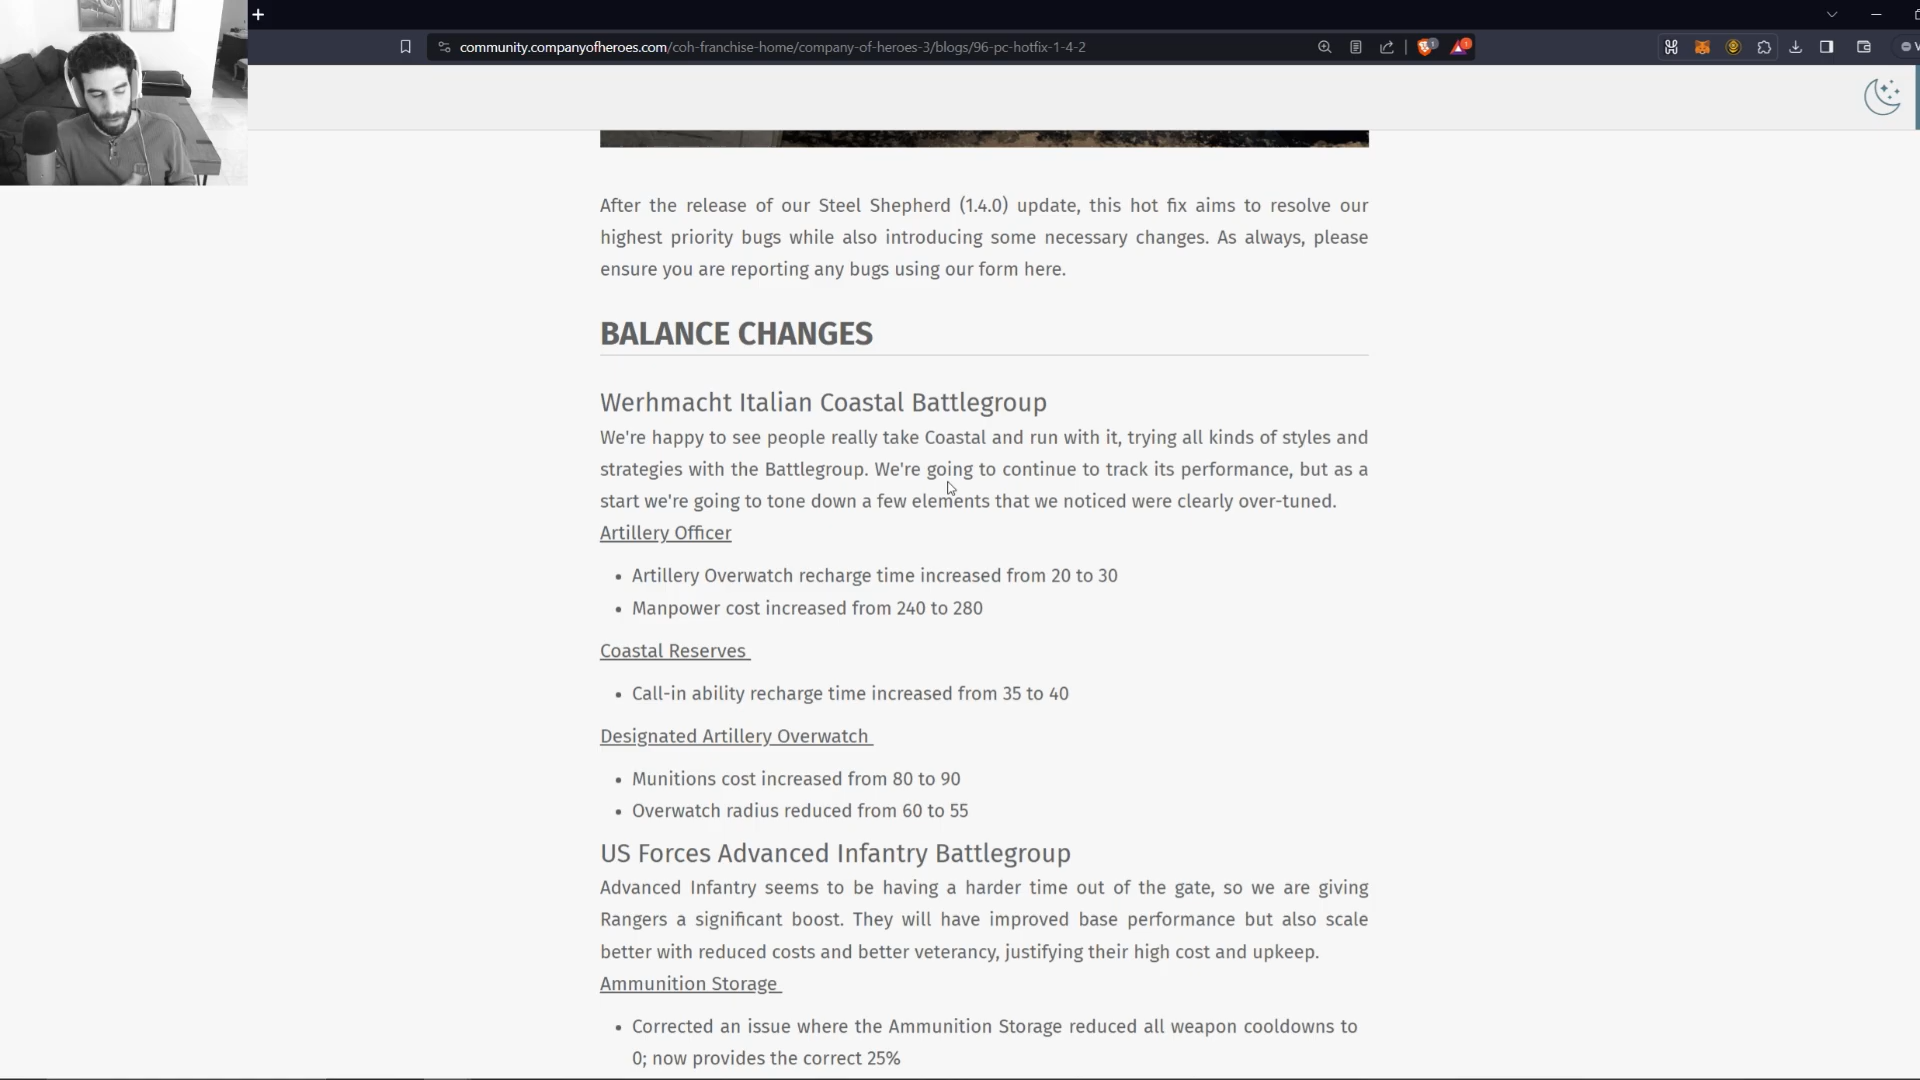 community.companyofheroes.com/coh-franchise-home/company-of-heroes-3/blogs/96-pc-hotfix-1-4-2
After the release of our Steel Shepherd (1.4.0) update, this hot fix aims to resolve our
highest priority bugs while also introducing some necessary changes. As always, please
ensure you are reporting any bugs using our form here.
BALANCE CHANGES
Werhmacht Italian Coastal Battlegroup
We're happy to see people really take Coastal and run with it, trying all kinds of styles and
strategies with the Battlegroup. We're going to continue to track its performance, but as a
start we're going to tone down a few elements that we noticed were clearly over-tuned.
Artillery Officer
• Artillery Overwatch recharge time increased from 20 to 30
• Manpower cost increased from 240 to 280
Coastal Reserves
• Call-in ability recharge time increased from 35 to 40
Designated Artillery Overwatch
• Munitions cost increased from 80 to 90
• Overwatch radius reduced from 60 to 55
US Forces Advanced Infantry Battlegroup
Advanced Infantry seems to be having a harder time out of the gate, so we are giving
Rangers a significant boost. They will have improved base performance but also scale
better with reduced costs and better veterancy, justifying their high cost and upkeep.
Ammunition Storage
• Corrected an issue where the Ammunition Storage reduced all weapon cooldowns to
0; now provides the correct 25%